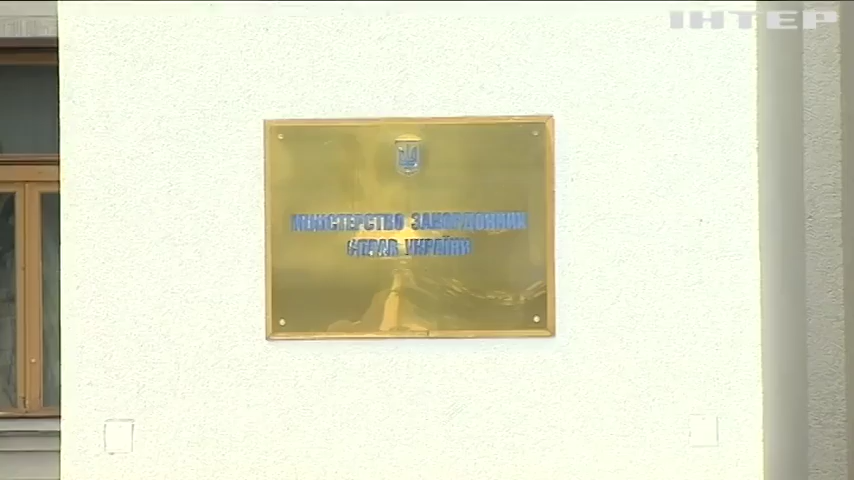 ІНТЕР
МІНІСТЕРСТВО ЗАКОРДОННИХ
СПРАВ УКРАЇНИ